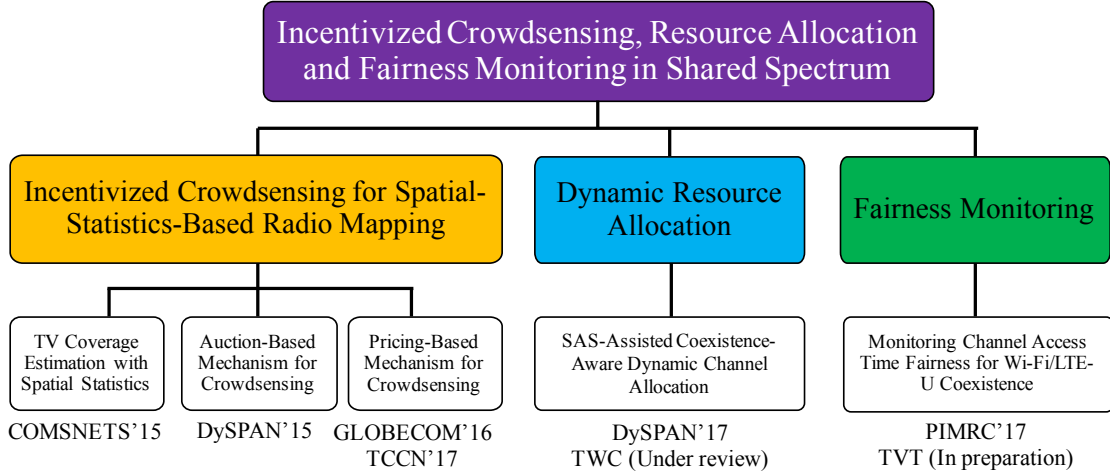 Incentivized Crowdsensing, Resource Allocation
and Fairness Monitoring in Shared Spectrum
Incentivized Crowdsensing for Spatial-
Statistics-Based Radio Mapping
Dynamic Resource
Allocation
Fairness Monitoring
TV Coverage
Estimation with
Spatial Statistics
Auction-Based
Mechanism for
Crowdsensing
Pricing-Based
Mechanism for
Crowdsensing
SAS-Assisted Coexistence-
Aware Dynamic Channel
Allocation
Monitoring Channel Access
Time Fairness for Wi-Fi/LTE-
U Coexistence
COMSNETS’15
DySPAN’15
GLOBECOM’16
TCCN’17
DySPAN’17
TWC (Under review)
PIMRC’17
TVT (In preparation)